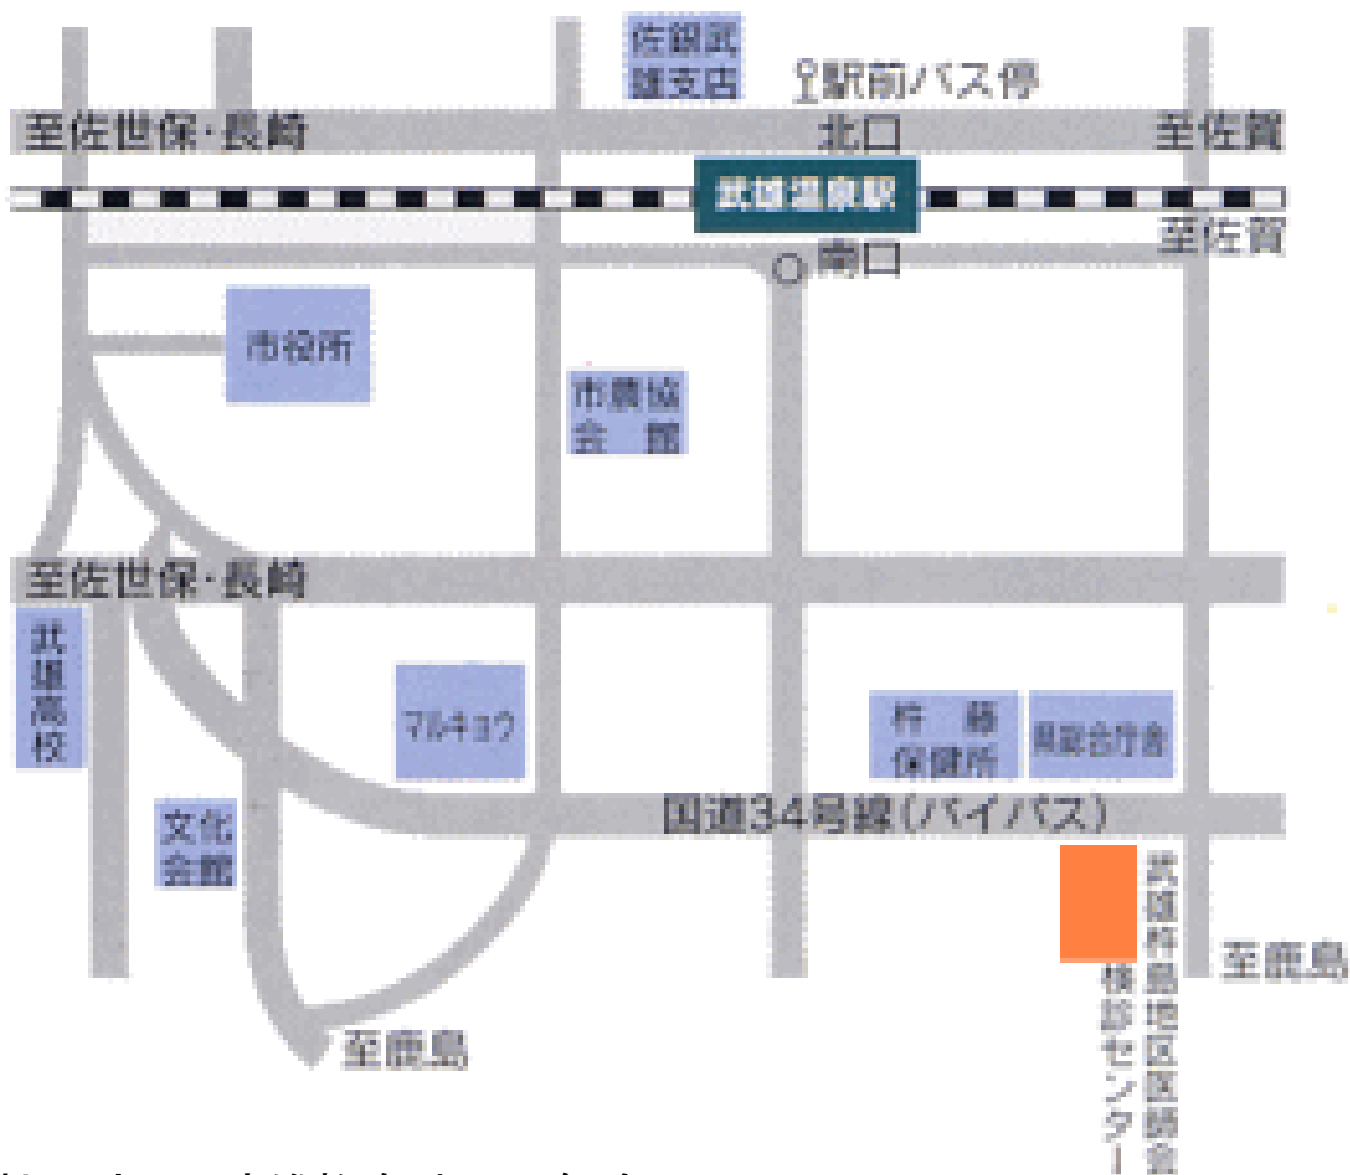 佐銀武
雄支店
駅前バス停
至佐世保・長崎
北口
至佐賀
武雄温泉駅
至佐賀
南口
市役所
市農協
会　館
至佐世保・長崎
武雄高校
マルキョウ
杵　藤
保健所
県総合庁舎
国道34号線(バイパス)
文化
会館
武雄杵島地区医師会
検診センター
至鹿島
至鹿島